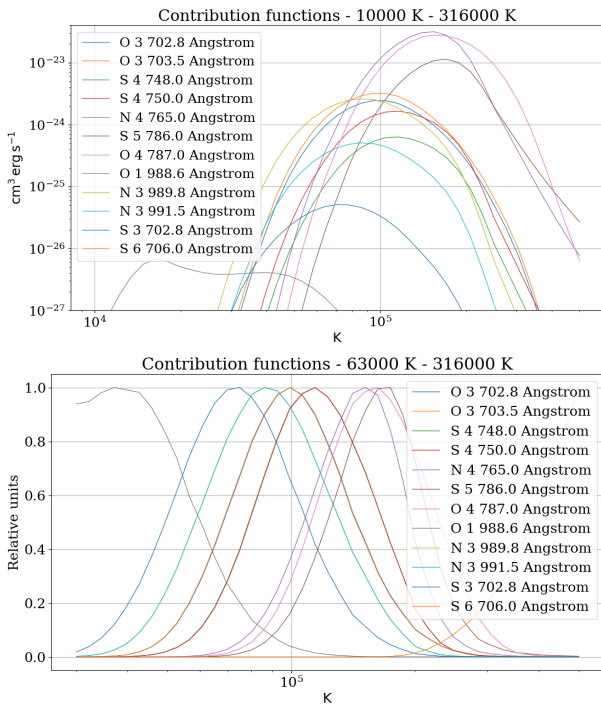 Contribution functions - 10000 K - 316000 K
O 3 702.8 Angstrom
O 3 703.5 Angstrom
S 4 748.0 Angstrom
S 4 750.0 Angstrom
N 4 765.0 Angstrom
S 5 786.0 Angstrom
O 4 787.0 Angstrom
O 1 988.6 Angstrom
N 3 989.8 Angstrom
N 3 991.5 Angstrom
S 3 702.8 Angstrom
S 6 706.0 Angstrom
cm³ erg s⁻¹
10⁻²³
10⁻²⁴
10⁻²⁵
10⁻²⁶
10⁻²⁷
10⁴
10⁵
K
Contribution functions - 63000 K - 316000 K
O 3 702.8 Angstrom
O 3 703.5 Angstrom
S 4 748.0 Angstrom
S 4 750.0 Angstrom
N 4 765.0 Angstrom
S 5 786.0 Angstrom
O 4 787.0 Angstrom
O 1 988.6 Angstrom
N 3 989.8 Angstrom
N 3 991.5 Angstrom
S 3 702.8 Angstrom
S 6 706.0 Angstrom
Relative units
1.0
0.8
0.6
0.4
0.2
0.0
10⁵
K